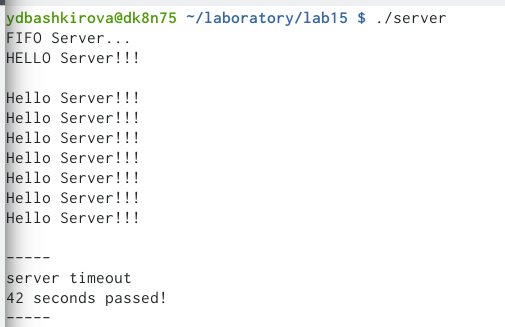 ydbashkirova@dk8n75 ~/laboratory/lab15 $ ./server
FIFO Server...
HELLO Server!!!
Hello Server!!!
Hello Server!!!
Hello Server!!!
Hello Server!!!
Hello Server!!!
Hello Server!!!
Hello Server!!!
-----
server timeout
42 seconds passed!
-----